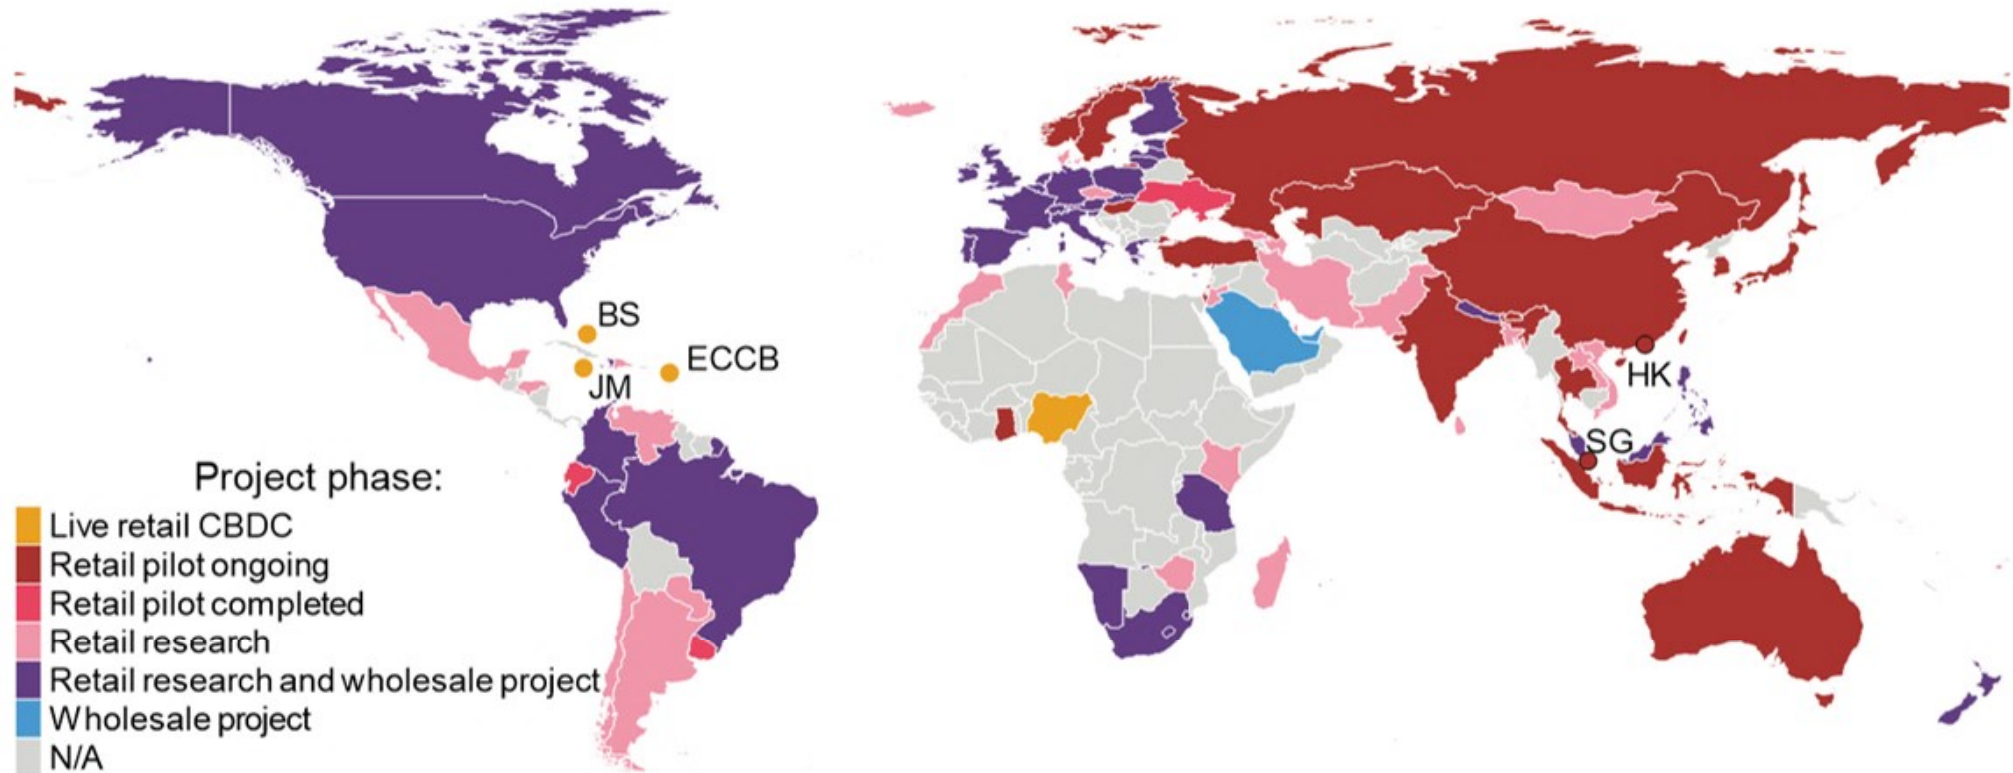 BS
ECCB
JM
HK
SG
Project phase:
Live retail CBDC
Retail pilot ongoing
Retail pilot completed
Retail research
Retail research and wholesale project
Wholesale project
N/A